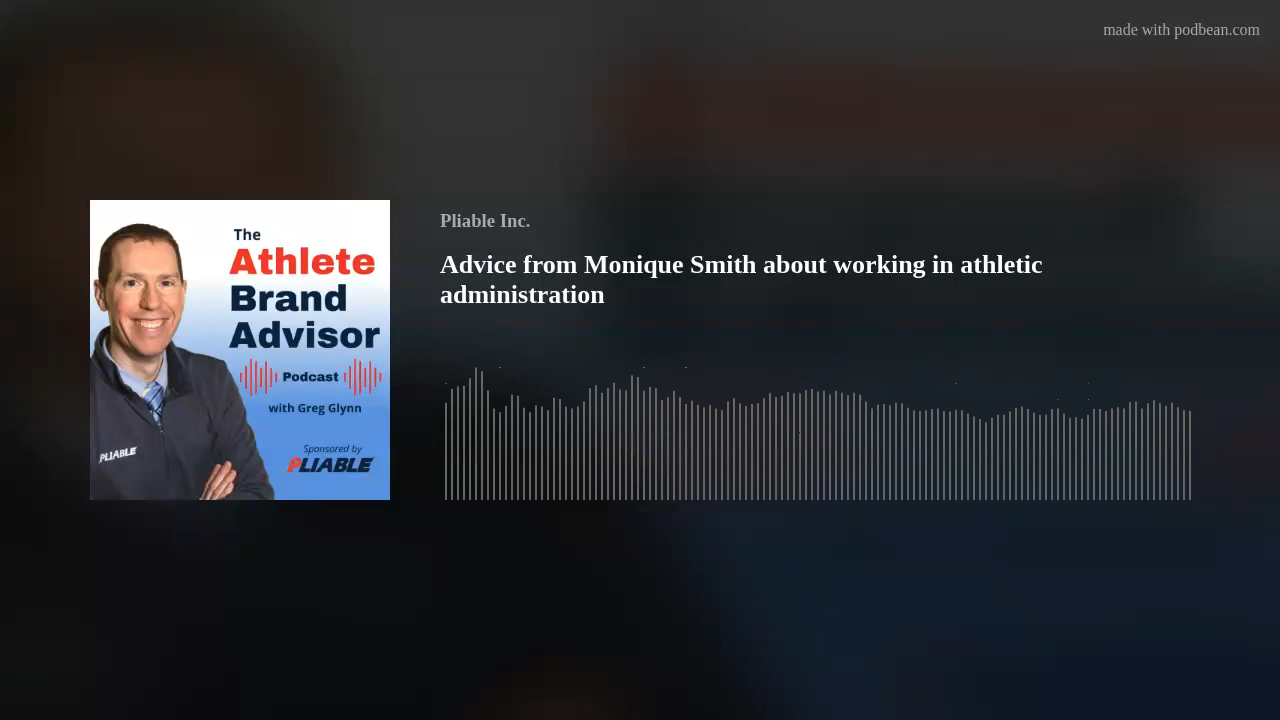 made with podbean.com
The
Athlete
Brand
Advisor
Podcast
with Greg Glynn
PLIABLE
Sponsored by
PLIABLE
Pliable Inc.
Advice from Monique Smith about working in athletic
administration